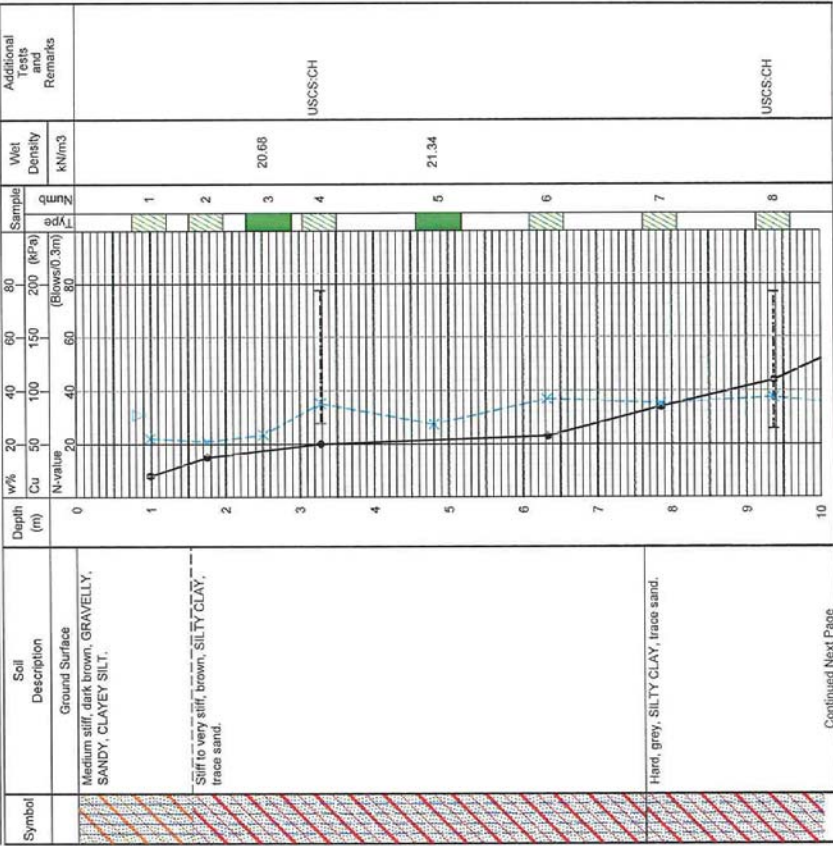 Symbol
Soil
Description
Depth
(m)
w% 20 40 60 80
Cu 50 100 150 200 (kPa)
N-value
20 40 60 80
(Blows/0.3m)
Sample
Type
Numb
Wet
Density
kN/m3
Additional
Tests
and
Remarks
Ground Surface
Medium stiff, dark brown, GRAVELLY,
SANDY, CLAYEY SILT.
Stiff to very stiff, brown, SILTY CLAY,
trace sand.
Hard, grey, SILTY CLAY, trace sand.
Continued Next Page
0
1
2
3
4
5
6
7
8
9
10
1
2
3
4
5
6
7
8
20.68
21.34
USCS:CH
USCS:CH